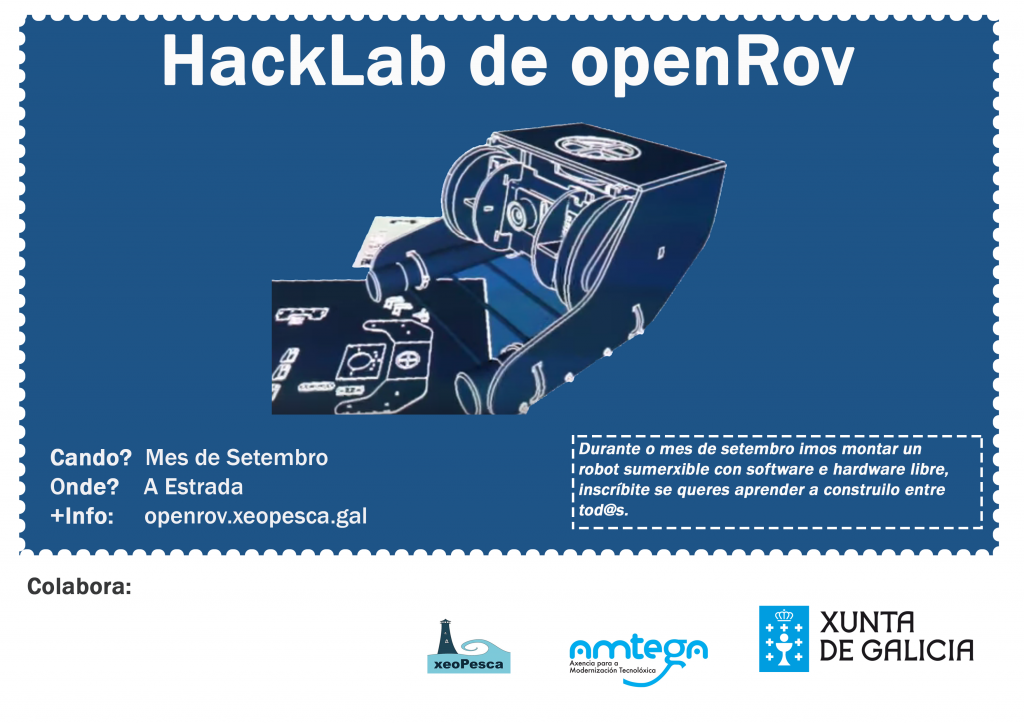 HackLab de openRov
Cando? Mes de Setembro
Onde? A Estrada
+Info: openrov.xeopesca.gal
Durante o mes de setembro imos montar un
robot sumerxible con software e hardware libre,
inscríbite se queres aprender a construilo entre
tod@s.
Colabora:
xeoPesca
amtega
Axencia para a
Modernización Tecnolóxica
XUNTA
DE GALICIA